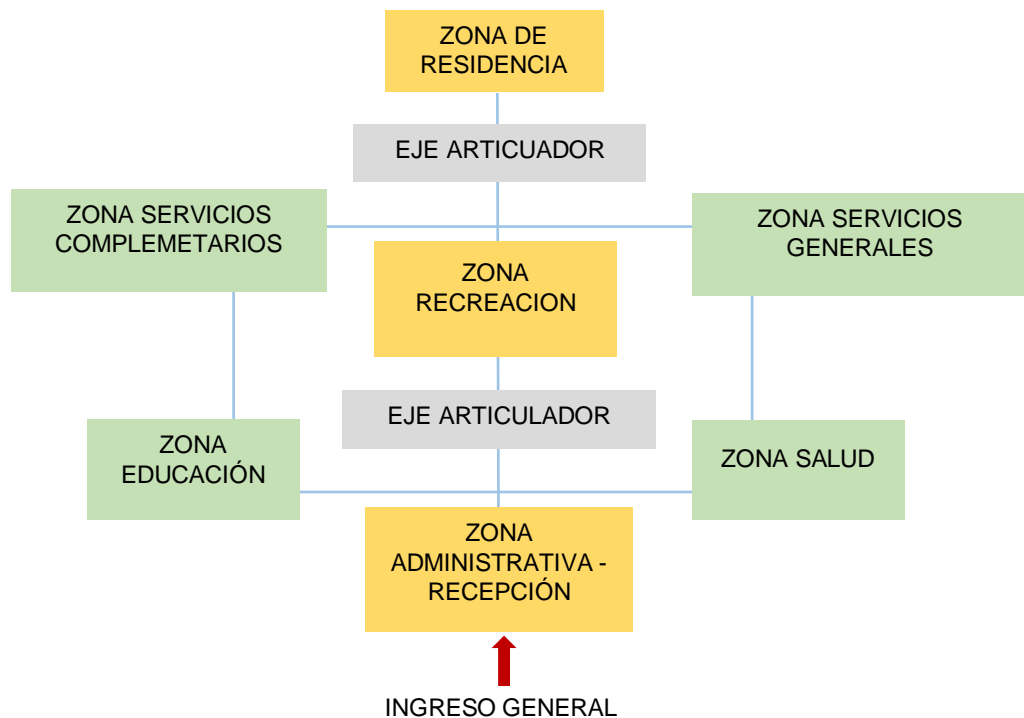 ZONA DE
RESIDENCIA
EJE ARTICUADOR
ZONA SERVICIOS
COMPLEMETARIOS
ZONA SERVICIOS
GENERALES
ZONA
RECREACION
EJE ARTICULADOR
ZONA
EDUCACIÓN
ZONA SALUD
ZONA
ADMINISTRATIVA -
RECEPCIÓN
INGRESO GENERAL